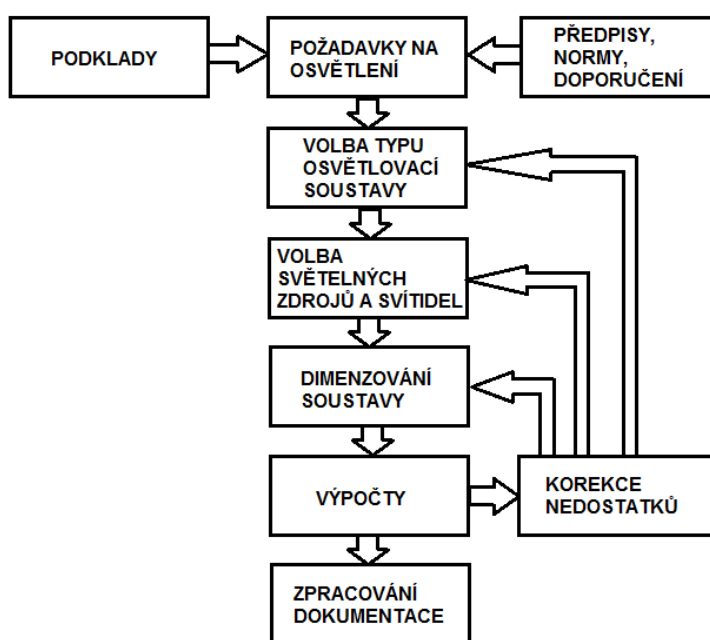 PODKLADY
POŽADAVKY NA
OSVĚTLENÍ
PŘEDPISY,
NORMY,
DOPORUČENÍ
VOLBA TYPU
OSVĚTLOVACÍ
SOUSTAVY
VOLBA
SVĚTELNÝCH
ZDROJŮ A SVÍTIDEL
DIMENZOVÁNÍ
SOUSTAVY
VÝPOČTY
KOREKCE
NEDOSTATKŮ
ZPRACOVÁNÍ
DOKUMENTACE